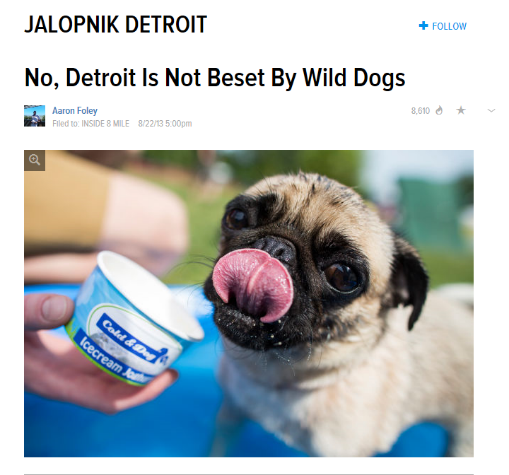 JALOPNIK DETROIT
FOLLOW
No, Detroit Is Not Beset By Wild Dogs
Aaron Foley
Filed to: INSIDE 8 MILE 8/22/13 5:00pm
8,610
Cold & Dog
Icecream